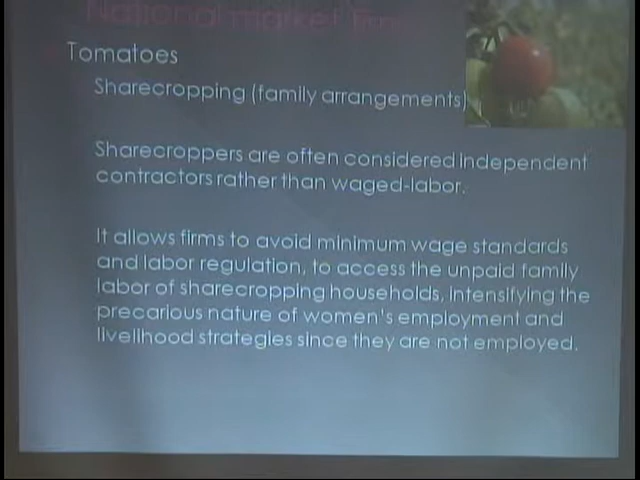 National market
Tomatoes
Sharecropping (family arrangements)
Sharecroppers are often considered independent
contractors rather than waged-labor.
It allows firms to avoid minimum wage standards
and labor regulation, to access the unpaid family
labor of sharecropping households, intensifying the
precarious nature of women's employment and
livelihood strategies since they are not employed.